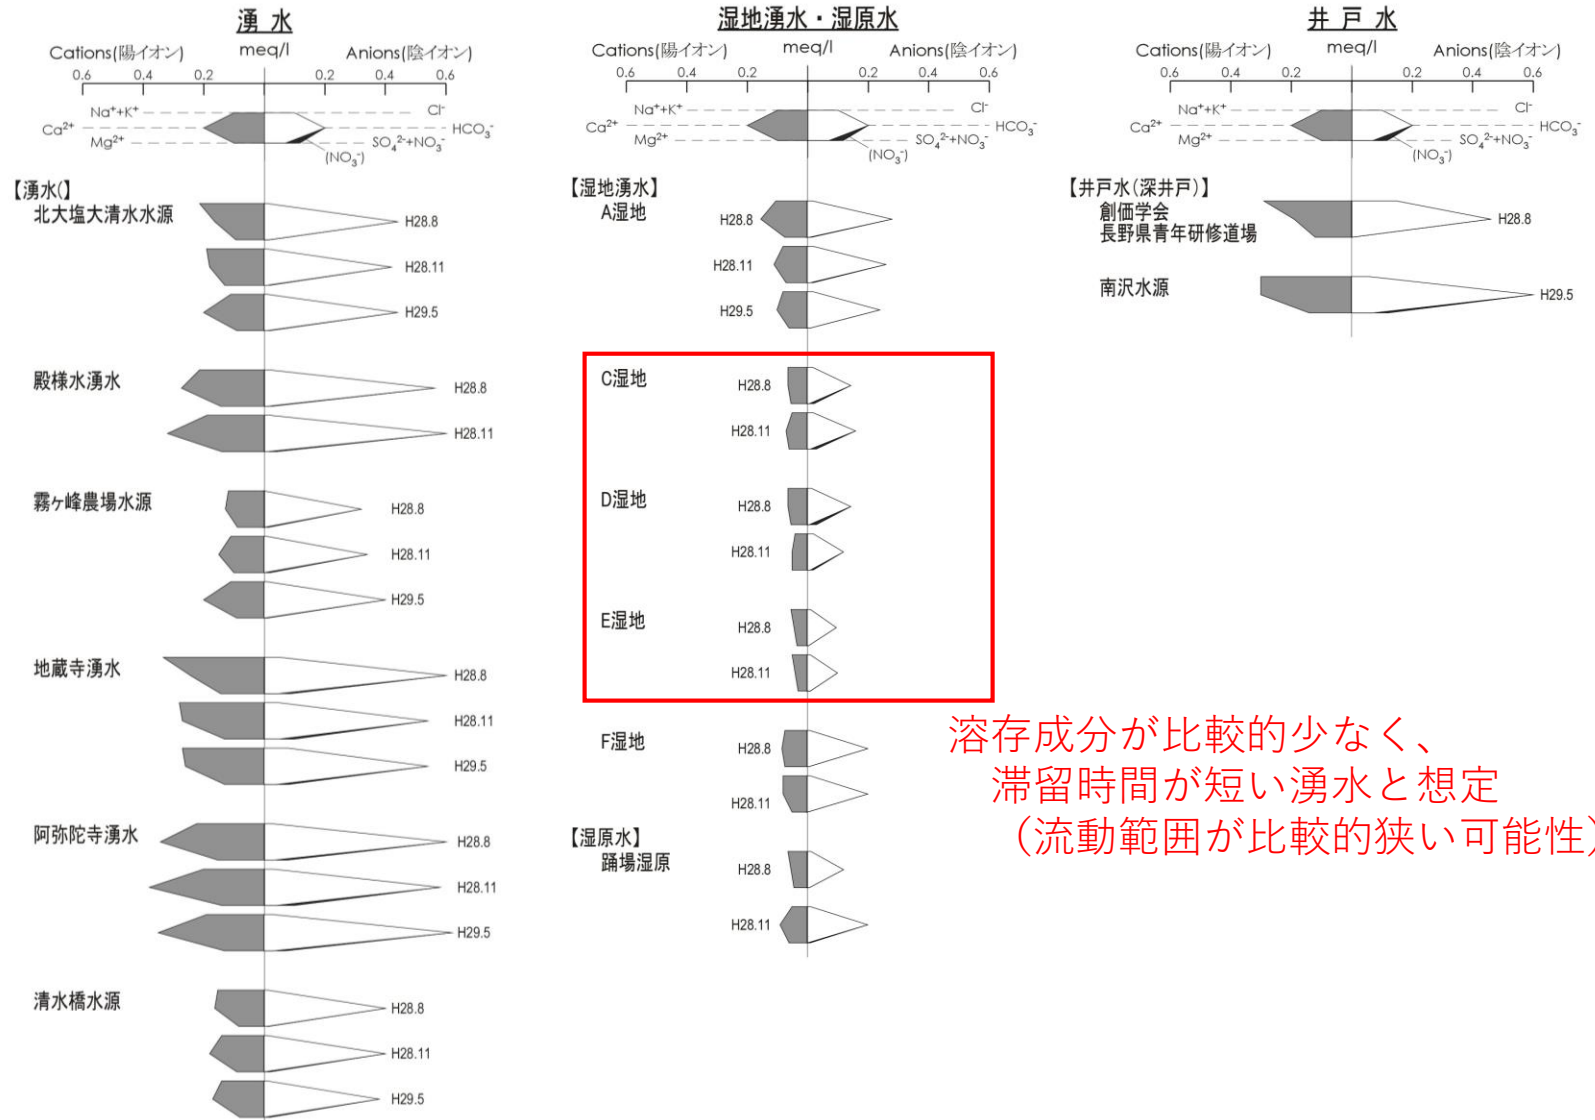 湧 水
Cations(陽イオン) meq/l Anions(陰イオン)
0.6 0.4 0.2 0.2 0.4 0.6
Na⁺+K⁺ Cl⁻
Ca²⁺ HCO₃⁻
Mg²⁺ SO₄²⁻+NO₃⁻
(NO₃⁻)
【湧水(】
北大塩大清水水源
H28.8
H28.11
H29.5
殿様水湧水
H28.8
H28.11
霧ヶ峰農場水源
H28.8
H28.11
H29.5
地蔵寺湧水
H28.8
H28.11
H29.5
阿弥陀寺湧水
H28.8
H28.11
H29.5
清水橋水源
H28.8
H28.11
H29.5
湿地湧水・湿原水
Cations(陽イオン) meq/l Anions(陰イオン)
0.6 0.4 0.2 0.2 0.4 0.6
Na⁺+K⁺ Cl⁻
Ca²⁺ HCO₃⁻
Mg²⁺ SO₄²⁻+NO₃⁻
(NO₃⁻)
【湿地湧水】
A湿地
H28.8
H28.11
H29.5
C湿地
H28.8
H28.11
D湿地
H28.8
H28.11
E湿地
H28.8
H28.11
F湿地
H28.8
H28.11
【湿原水】
踊場湿原
H28.8
H28.11
井 戸 水
Cations(陽イオン) meq/l Anions(陰イオン)
0.6 0.4 0.2 0.2 0.4 0.6
Na⁺+K⁺ Cl⁻
Ca²⁺ HCO₃⁻
Mg²⁺ SO₄²⁻+NO₃⁻
(NO₃⁻)
【井戸水(深井戸)】
創価学会
長野県青年研修道場
H28.8
南沢水源
H29.5
溶存成分が比較的少なく、
滞留時間が短い湧水と想定
（流動範囲が比較的狭い可能性）